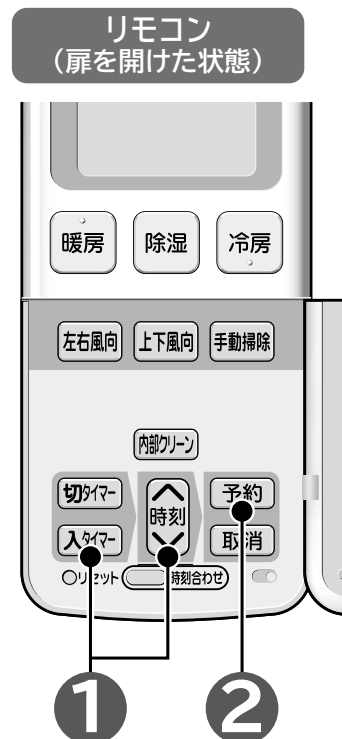 リモコン
（扉を開けた状態）
暖房 除湿 冷房
左右風向 上下風向 手動掃除
内部クリーン
切タイマー 時刻 予約
入タイマー 取消
リセット 時刻合わせ
1 2